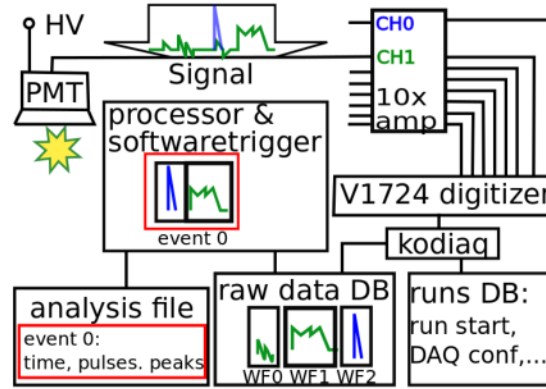 HV
CH0
CH1
Signal
PMT
10x
amp
processor &
softwaretrigger
event 0
V1724 digitizer
kodiaq
analysis file
event 0:
time, pulses. peaks
raw data DB
WF0 WF1 WF2
runs DB:
run start,
DAQ conf,...